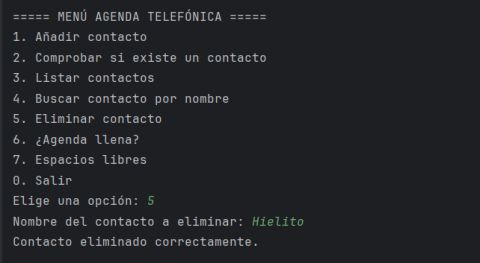 ===== MENÚ AGENDA TELEFÓNICA =====
1. Añadir contacto
2. Comprobar si existe un contacto
3. Listar contactos
4. Buscar contacto por nombre
5. Eliminar contacto
6. ¿Agenda llena?
7. Espacios libres
0. Salir
Elige una opción: 5
Nombre del contacto a eliminar: Hielito
Contacto eliminado correctamente.